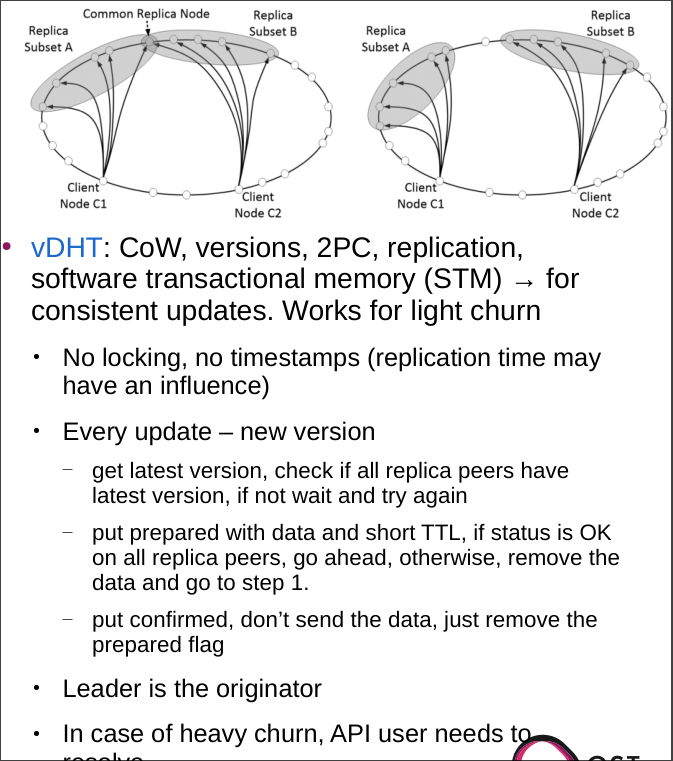 Common Replica Node
Replica
Subset A
Replica
Subset B
Client
Node C1
Client
Node C2
Replica
Subset A
Replica
Subset B
Client
Node C1
Client
Node C2
• vDHT: CoW, versions, 2PC, replication,
software transactional memory (STM) → for
consistent updates. Works for light churn
• No locking, no timestamps (replication time may
have an influence)
• Every update – new version
– get latest version, check if all replica peers have
latest version, if not wait and try again
– put prepared with data and short TTL, if status is OK
on all replica peers, go ahead, otherwise, remove the
data and go to step 1.
– put confirmed, don’t send the data, just remove the
prepared flag
• Leader is the originator
• In case of heavy churn, API user needs to
resolve
OST